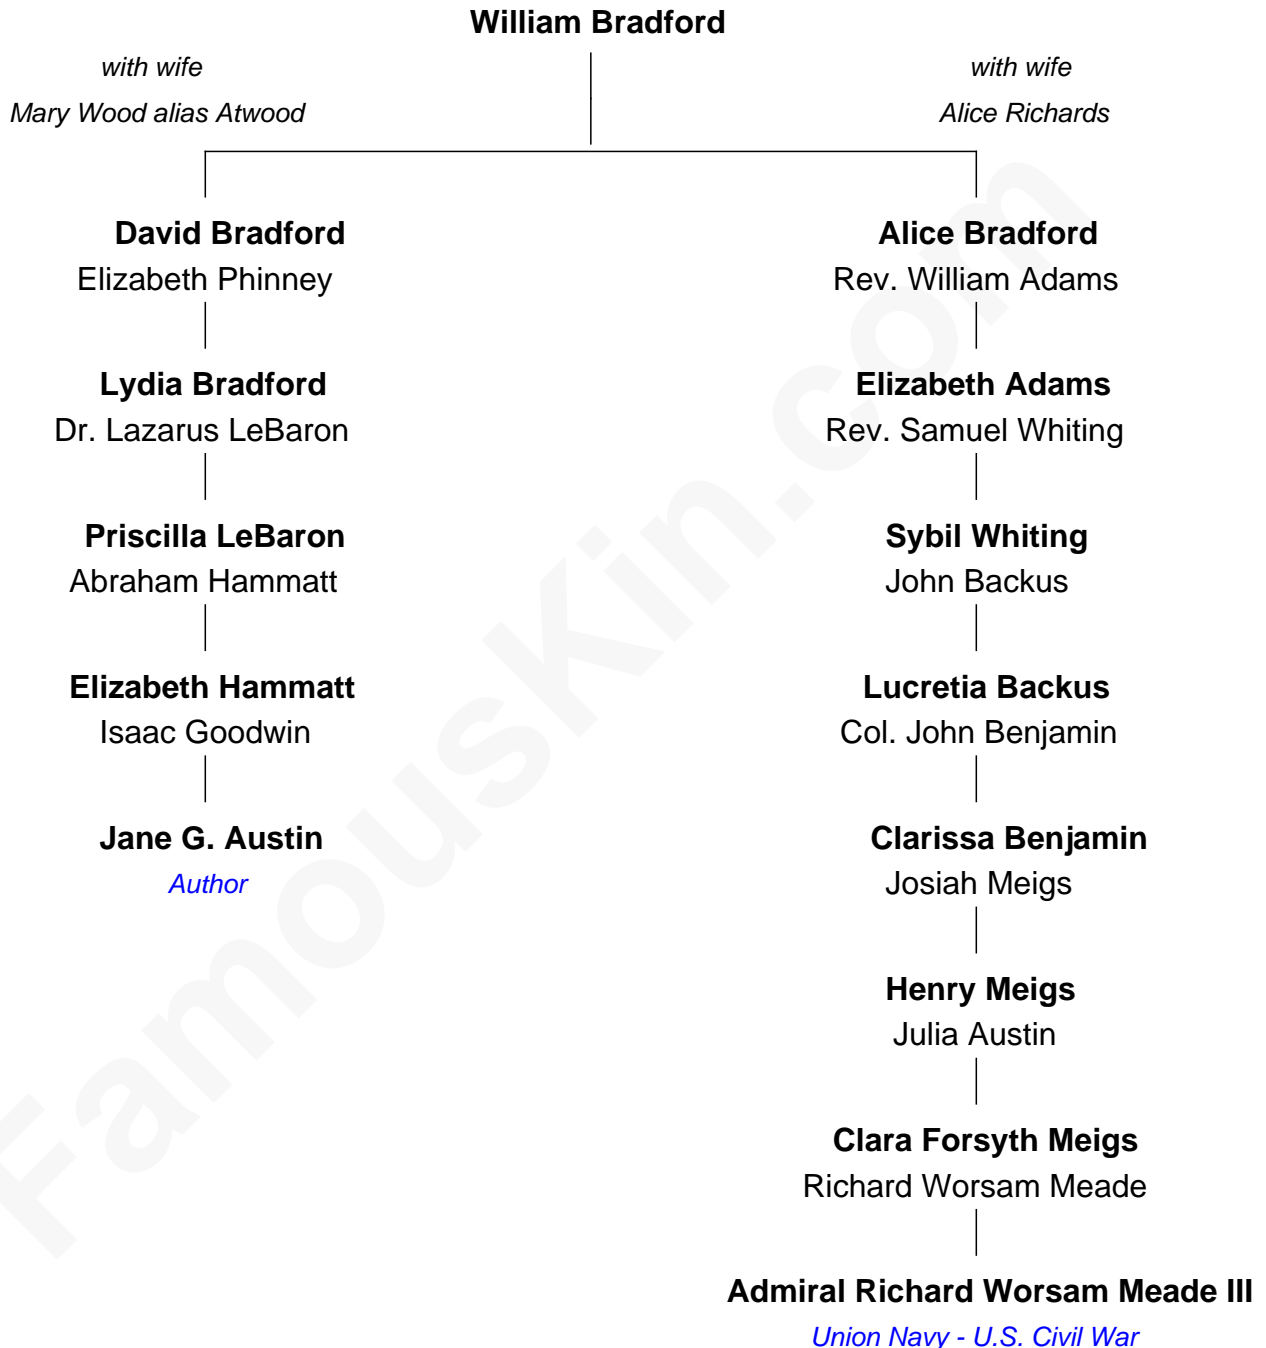 William Bradford
with wife
Mary Wood alias Atwood
with wife
Alice Richards
David Bradford
Elizabeth Phinney
Lydia Bradford
Dr. Lazarus LeBaron
Priscilla LeBaron
Abraham Hammatt
Elizabeth Hammatt
Isaac Goodwin
Jane G. Austin
Author
Alice Bradford
Rev. William Adams
Elizabeth Adams
Rev. Samuel Whiting
Sybil Whiting
John Backus
Lucretia Backus
Col. John Benjamin
Clarissa Benjamin
Josiah Meigs
Henry Meigs
Julia Austin
Clara Forsyth Meigs
Richard Worsam Meade
Admiral Richard Worsam Meade III
Union Navy - U.S. Civil War
FamousKin.com